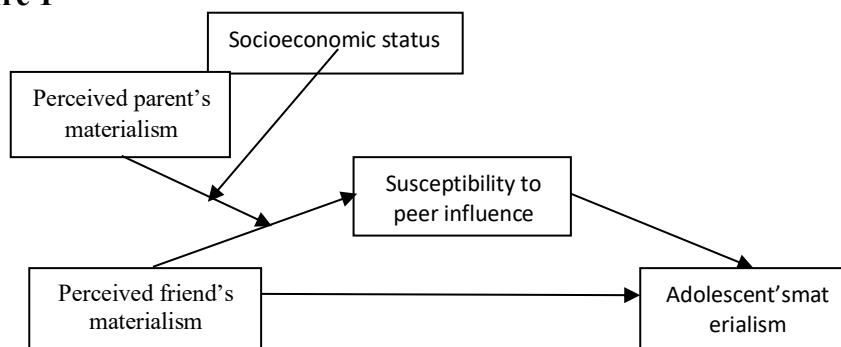 Socioeconomic status
Perceived parent's
materialism
Susceptibility to
peer influence
Perceived friend's
materialism
Adolescent'smat
erialism